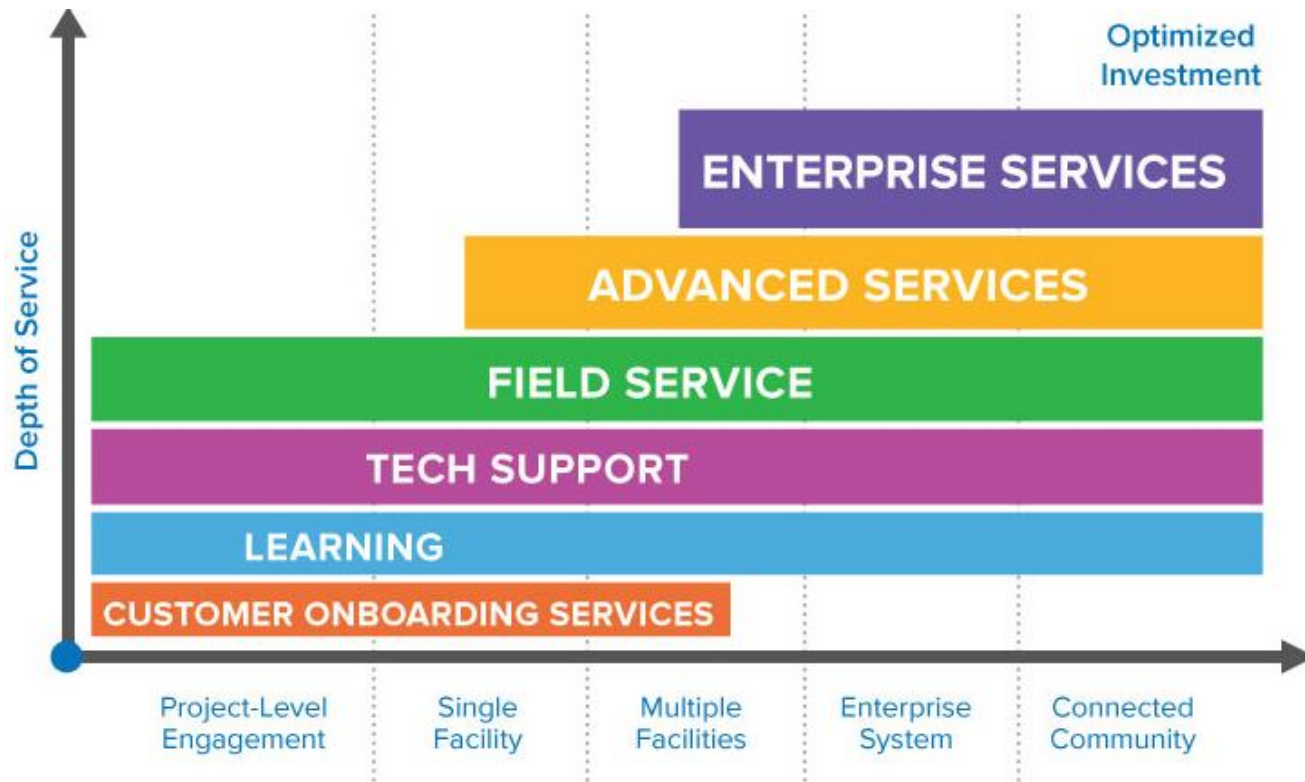 Optimized
Investment
ENTERPRISE SERVICES
ADVANCED SERVICES
FIELD SERVICE
TECH SUPPORT
LEARNING
CUSTOMER ONBOARDING SERVICES
Depth of Service
Project-Level
Engagement
Single
Facility
Multiple
Facilities
Enterprise
System
Connected
Community